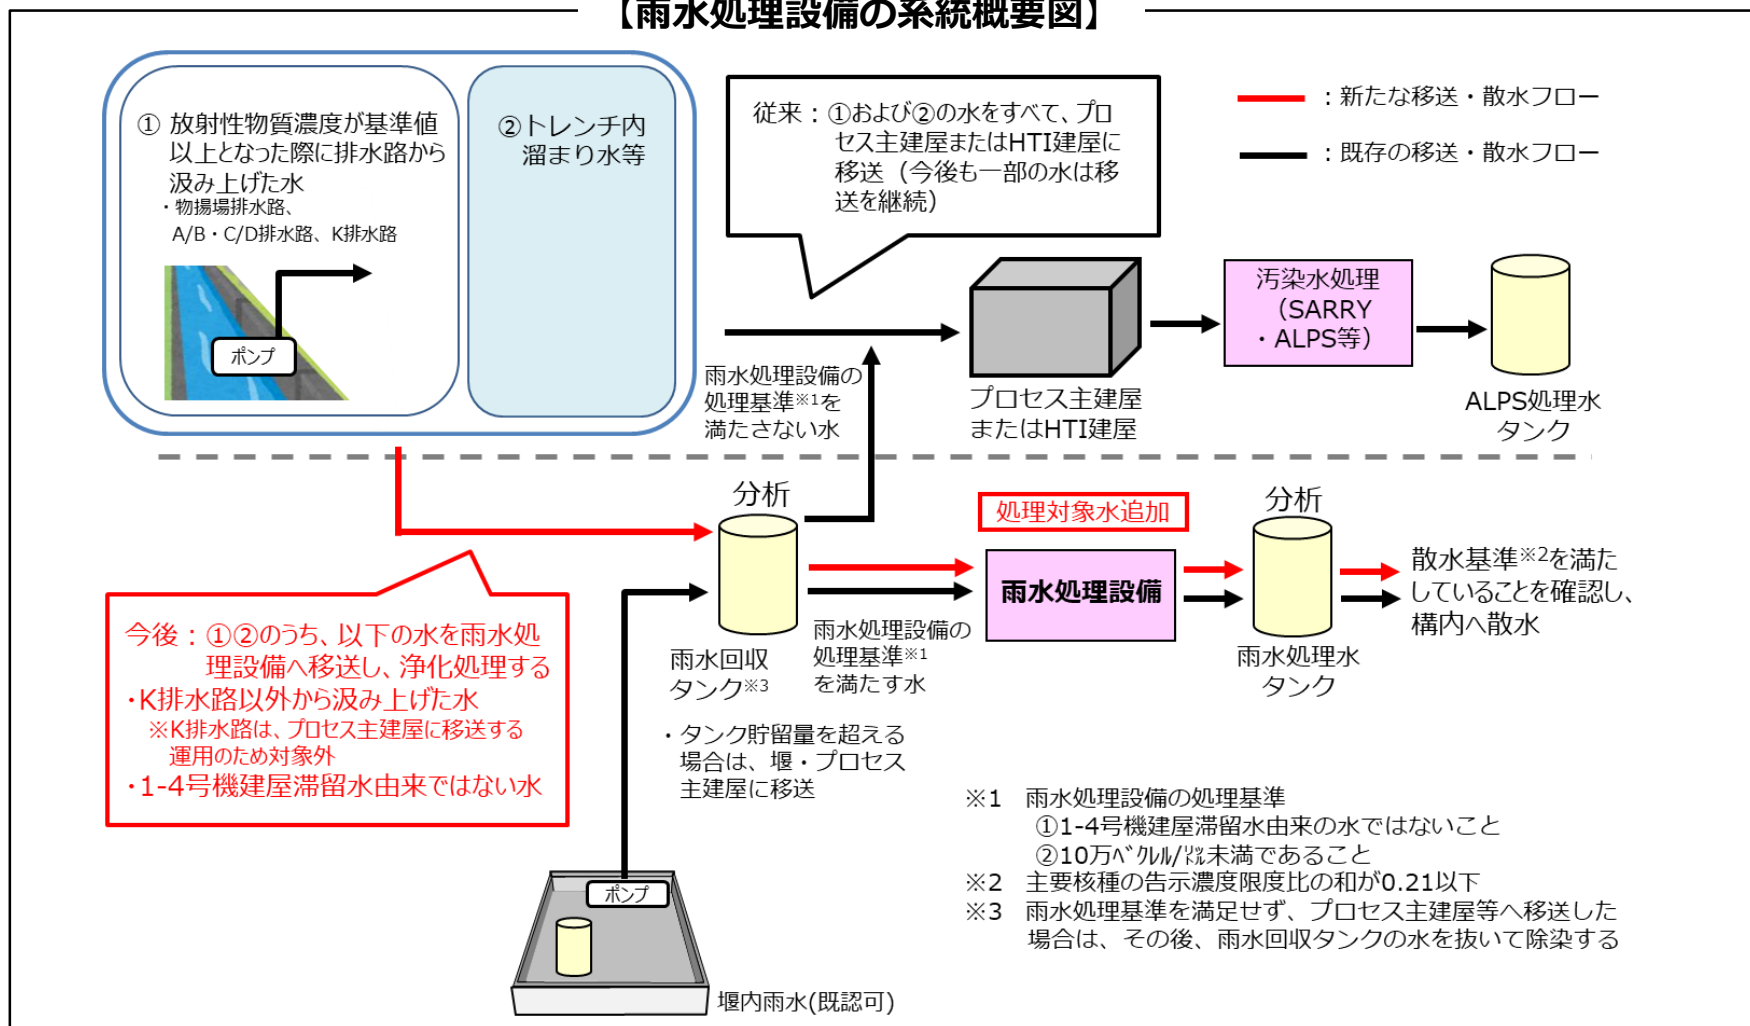 【雨水処理設備の系統概要図】
① 放射性物質濃度が基準値
以上となった際に排水路から
汲み上げた水
・物揚場排水路、
A/B・C/D排水路、K排水路
ポンプ
②トレンチ内
溜まり水等
従来：①および②の水をすべて、プロ
セス主建屋またはHTI建屋に
移送（今後も一部の水は移
送を継続）
：新たな移送・散水フロー
：既存の移送・散水フロー
雨水処理設備の
処理基準※1を
満たさない水
プロセス主建屋
またはHTI建屋
汚染水処理
（SARRY
・ALPS等）
ALPS処理水
タンク
今後：①②のうち、以下の水を雨水処
理設備へ移送し、浄化処理する
・K排水路以外から汲み上げた水
※K排水路は、プロセス主建屋に移送する
運用のため対象外
・1-4号機建屋滞留水由来ではない水
分析
雨水回収
タンク※3
・タンク貯留量を超える
場合は、堰・プロセス
主建屋に移送
雨水処理設備の
処理基準※1
を満たす水
処理対象水追加
雨水処理設備
分析
雨水処理水
タンク
散水基準※2を満た
していることを確認し、
構内へ散水
ポンプ
堰内雨水(既認可)
※1　雨水処理設備の処理基準
①1-4号機建屋滞留水由来の水ではないこと
②10万ﾍﾞｸﾚﾙ/㍑未満であること
※2　主要核種の告示濃度限度比の和が0.21以下
※3　雨水処理基準を満足せず、プロセス主建屋等へ移送した
場合は、その後、雨水回収タンクの水を抜いて除染する